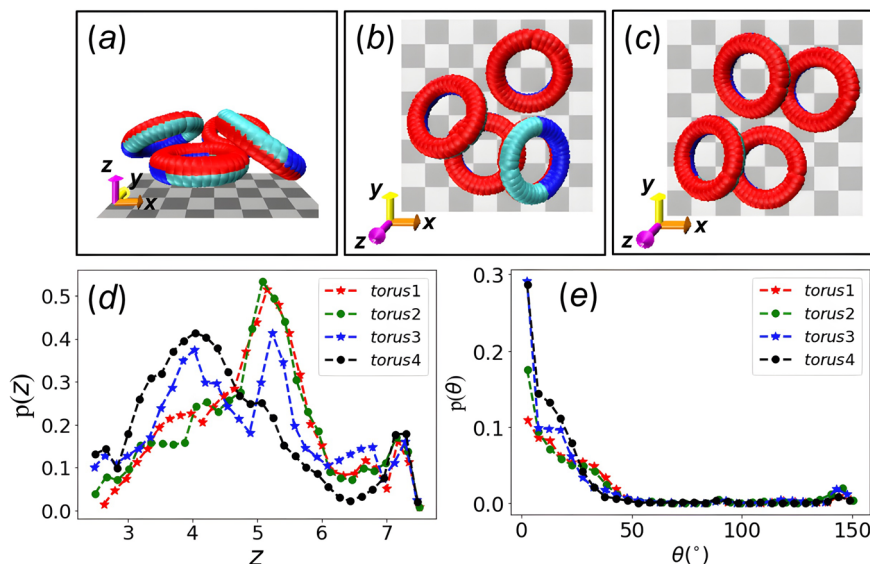 (a)
z
y
x
(b)
y
x
z
(c)
y
x
z
(d)
torus1
torus2
torus3
torus4
p(z)
0.5
0.4
0.3
0.2
0.1
0.0
3
4
5
6
7
z
(e)
torus1
torus2
torus3
torus4
p(θ)
0.3
0.2
0.1
0.0
0
50
100
150
θ(°)